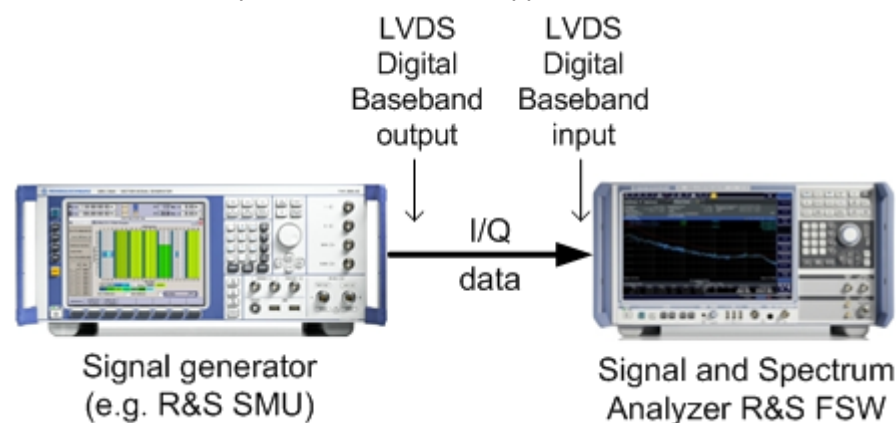 LVDS
Digital
Baseband
output
LVDS
Digital
Baseband
input
I/Q
data
Signal generator
(e.g. R&S SMU)
Signal and Spectrum
Analyzer R&S FSW